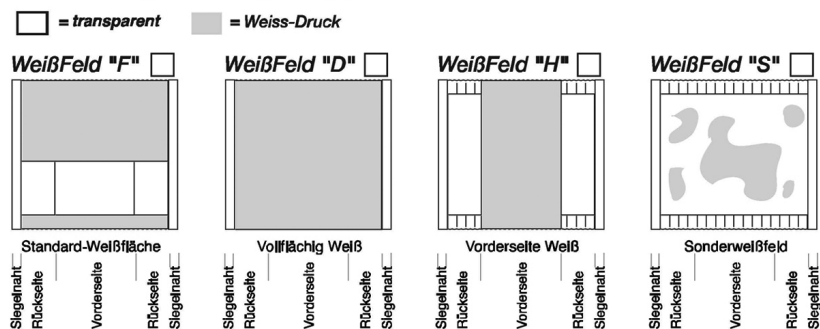 = transparent
= Weiss-Druck
WeißFeld "F"
WeißFeld "D"
WeißFeld "H"
WeißFeld "S"
Standard-Weißfläche
Vollflächig Weiß
Vorderseite Weiß
Sonderweißfeld
Siegelnaht
Rückseite
Vorderseite
Rückseite
Siegelnaht
Siegelnaht
Rückseite
Vorderseite
Rückseite
Siegelnaht
Siegelnaht
Rückseite
Vorderseite
Rückseite
Siegelnaht
Siegelnaht
Rückseite
Vorderseite
Rückseite
Siegelnaht